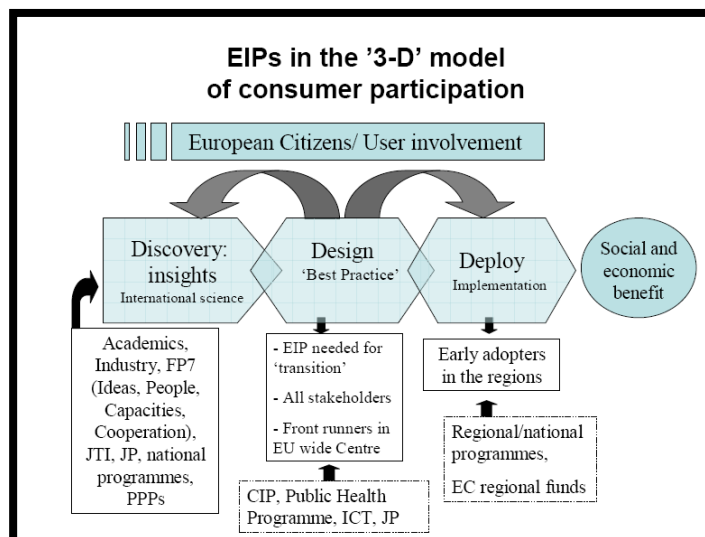 EIPs in the ’3-D’ model
of consumer participation
European Citizens/ User involvement
Discovery:
insights
International science
Design
‘Best Practice’
Deploy
Implementation
Social and
economic
benefit
Academics,
Industry, FP7
(Ideas, People,
Capacities,
Cooperation),
JTI, JP, national
programmes,
PPPs
- EIP needed for
‘transition’
- All stakeholders
- Front runners in
EU wide Centre
CIP, Public Health
Programme, ICT, JP
Early adopters
in the regions
Regional/national
programmes,
EC regional funds